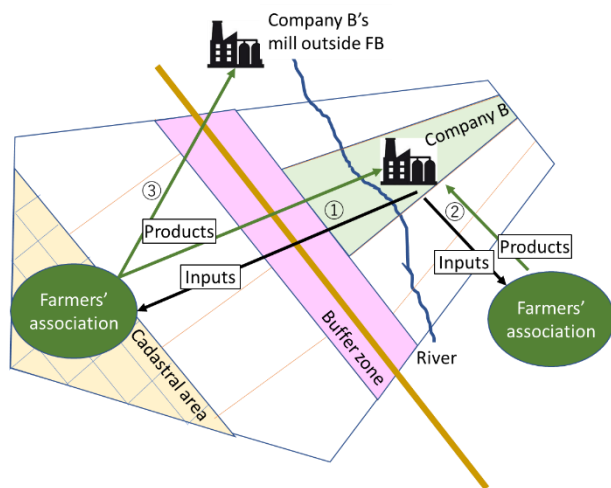 Company B's
mill outside FB
Company B
③
①
②
Products
Products
Inputs
Inputs
Farmers'
association
Farmers'
association
Cadastral area
Buffer zone
River